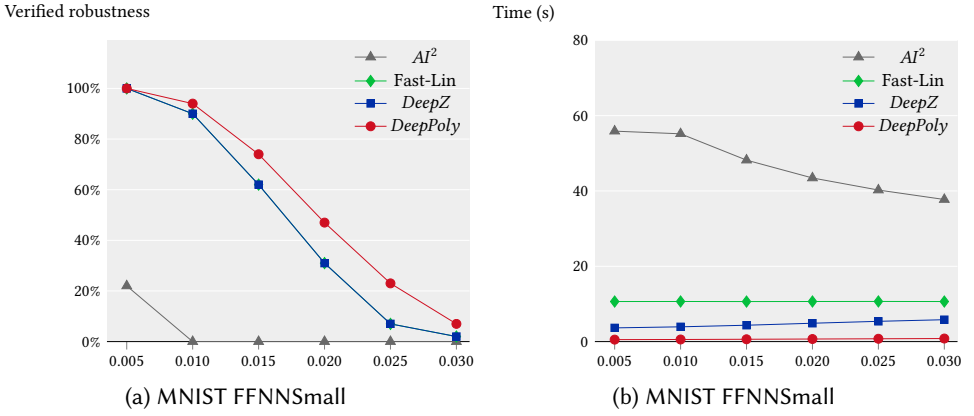 Verified robustness
100%
80%
60%
40%
20%
0%
0.005 0.010 0.015 0.020 0.025 0.030
AI²
Fast-Lin
DeepZ
DeepPoly
(a) MNIST FFNNSmall
Time (s)
80
60
40
20
0
0.005 0.010 0.015 0.020 0.025 0.030
AI²
Fast-Lin
DeepZ
DeepPoly
(b) MNIST FFNNSmall